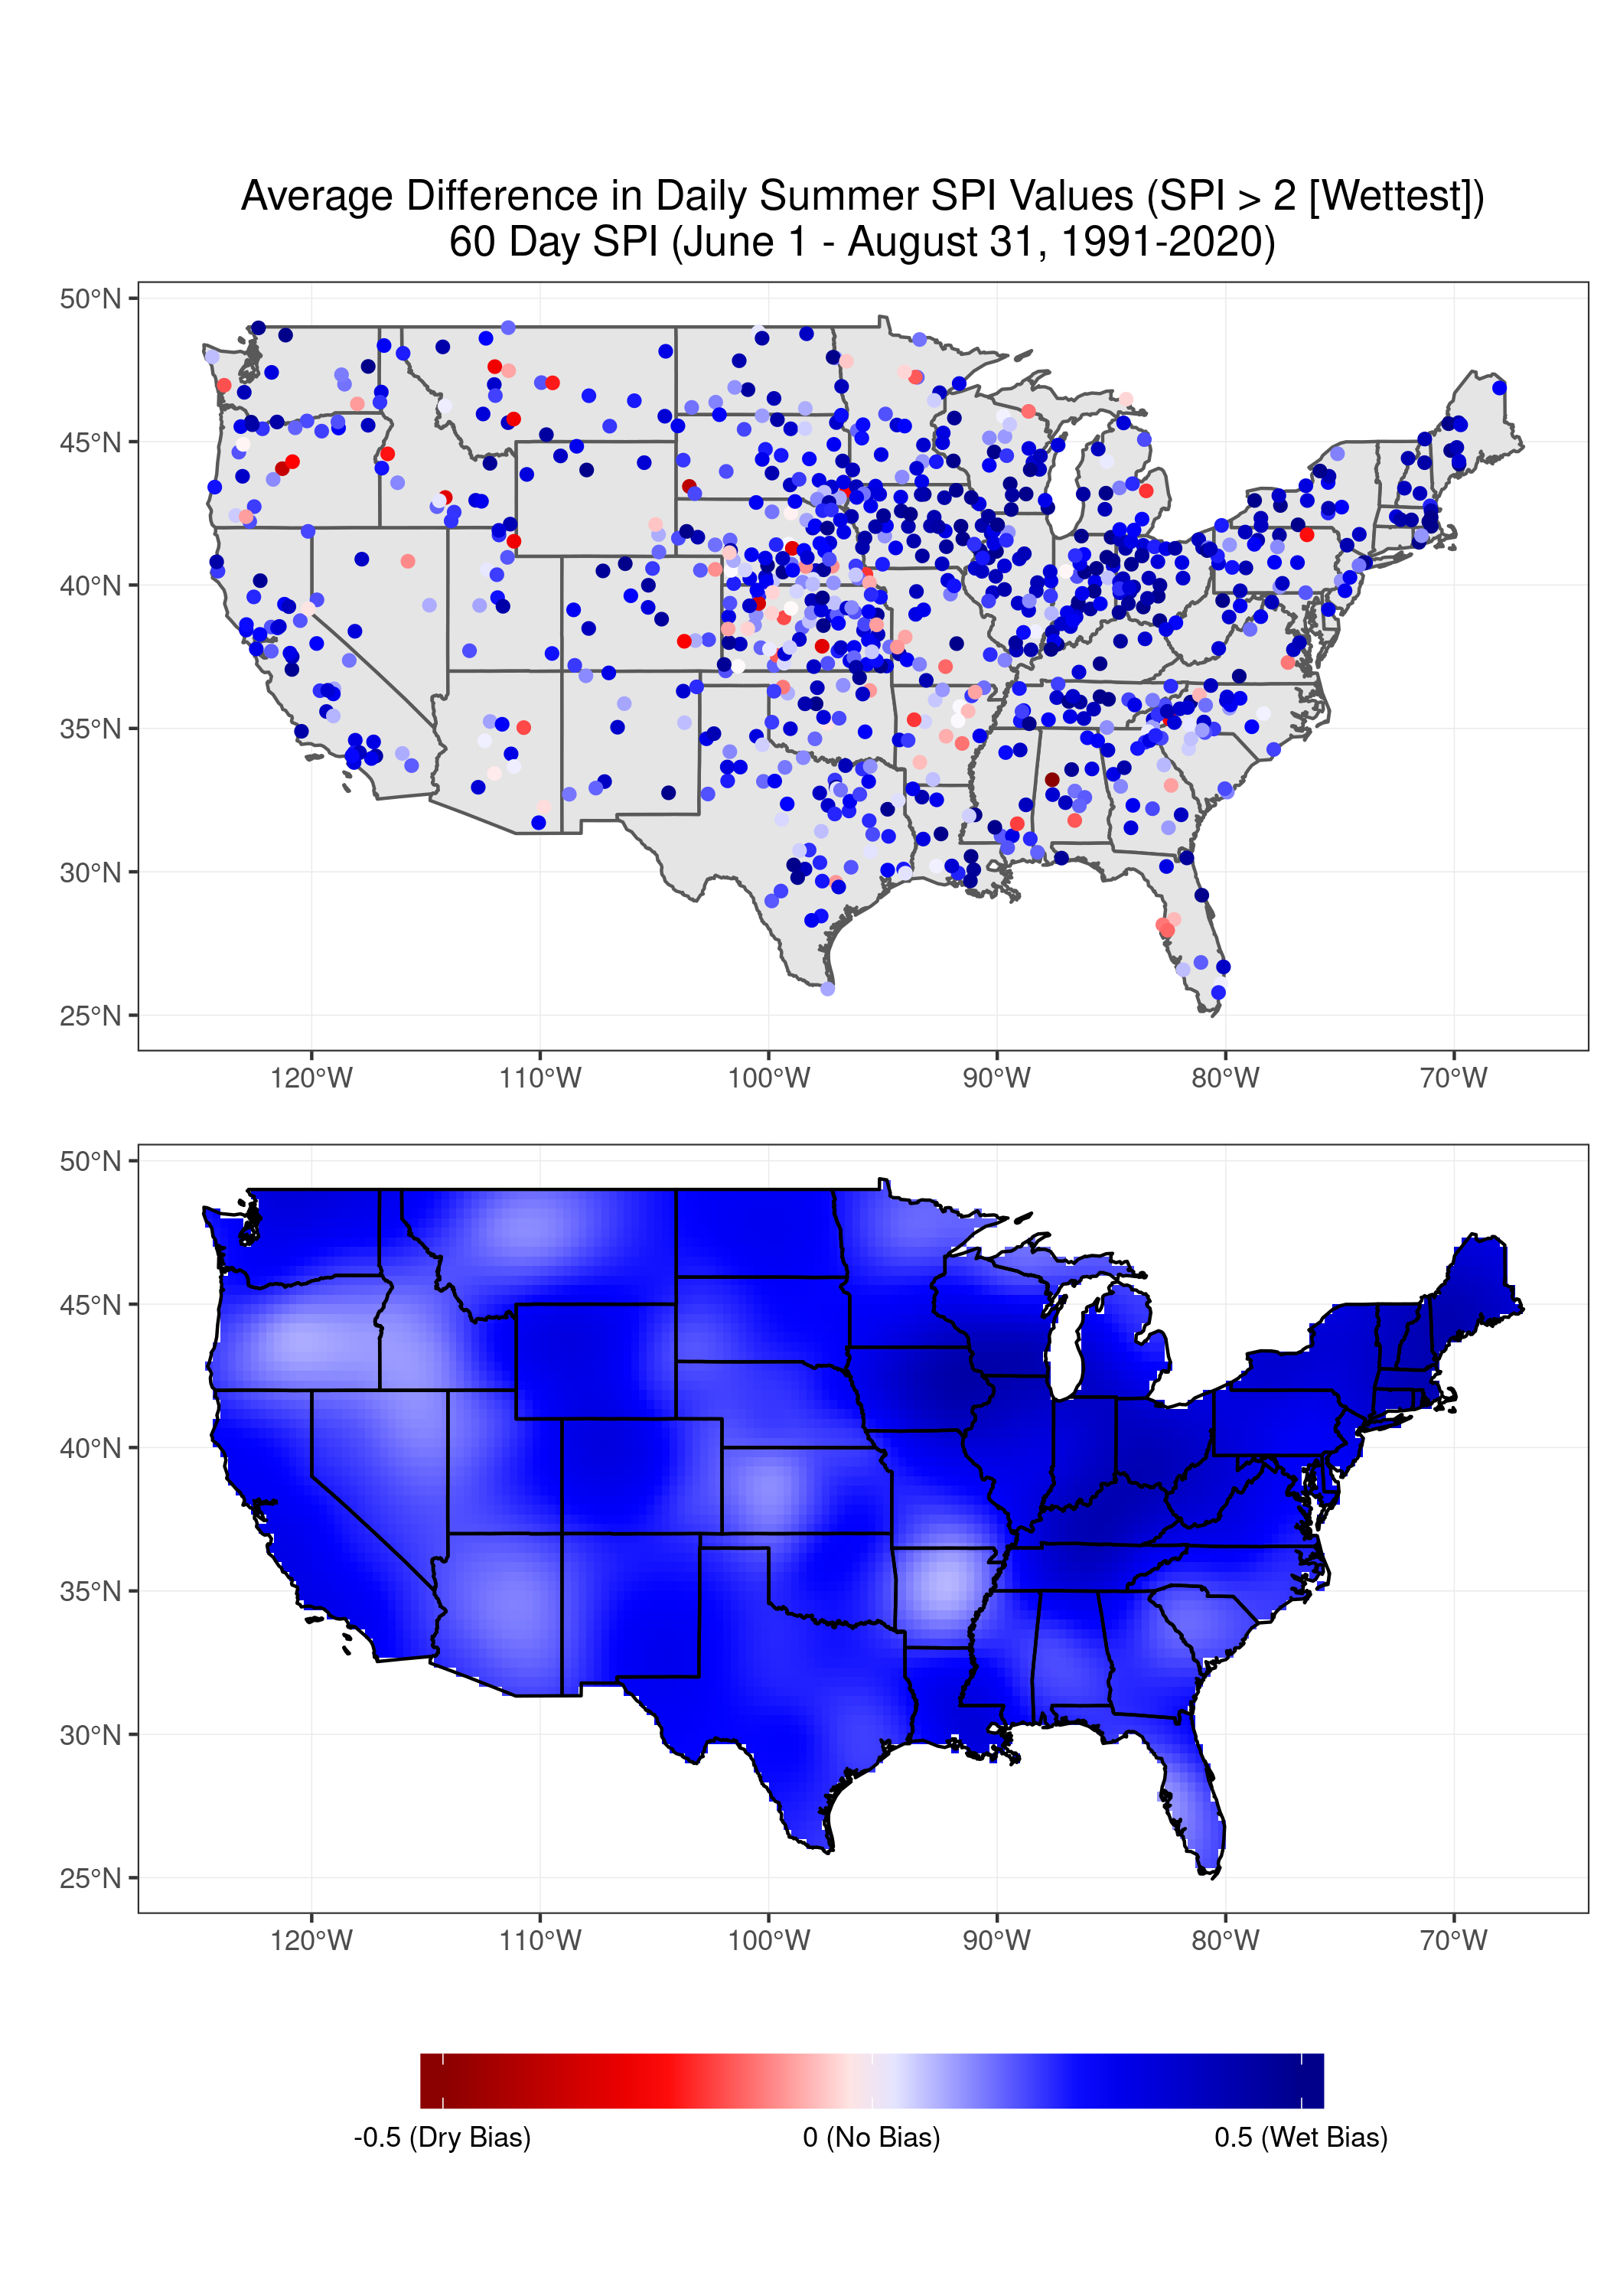 Average Difference in Daily Summer SPI Values (SPI > 2 [Wettest])
60 Day SPI (June 1 - August 31, 1991-2020)
50°N
45°N
40°N
35°N
30°N
25°N
120°W 110°W 100°W 90°W 80°W 70°W
50°N
45°N
40°N
35°N
30°N
25°N
120°W 110°W 100°W 90°W 80°W 70°W
-0.5 (Dry Bias) 0 (No Bias) 0.5 (Wet Bias)